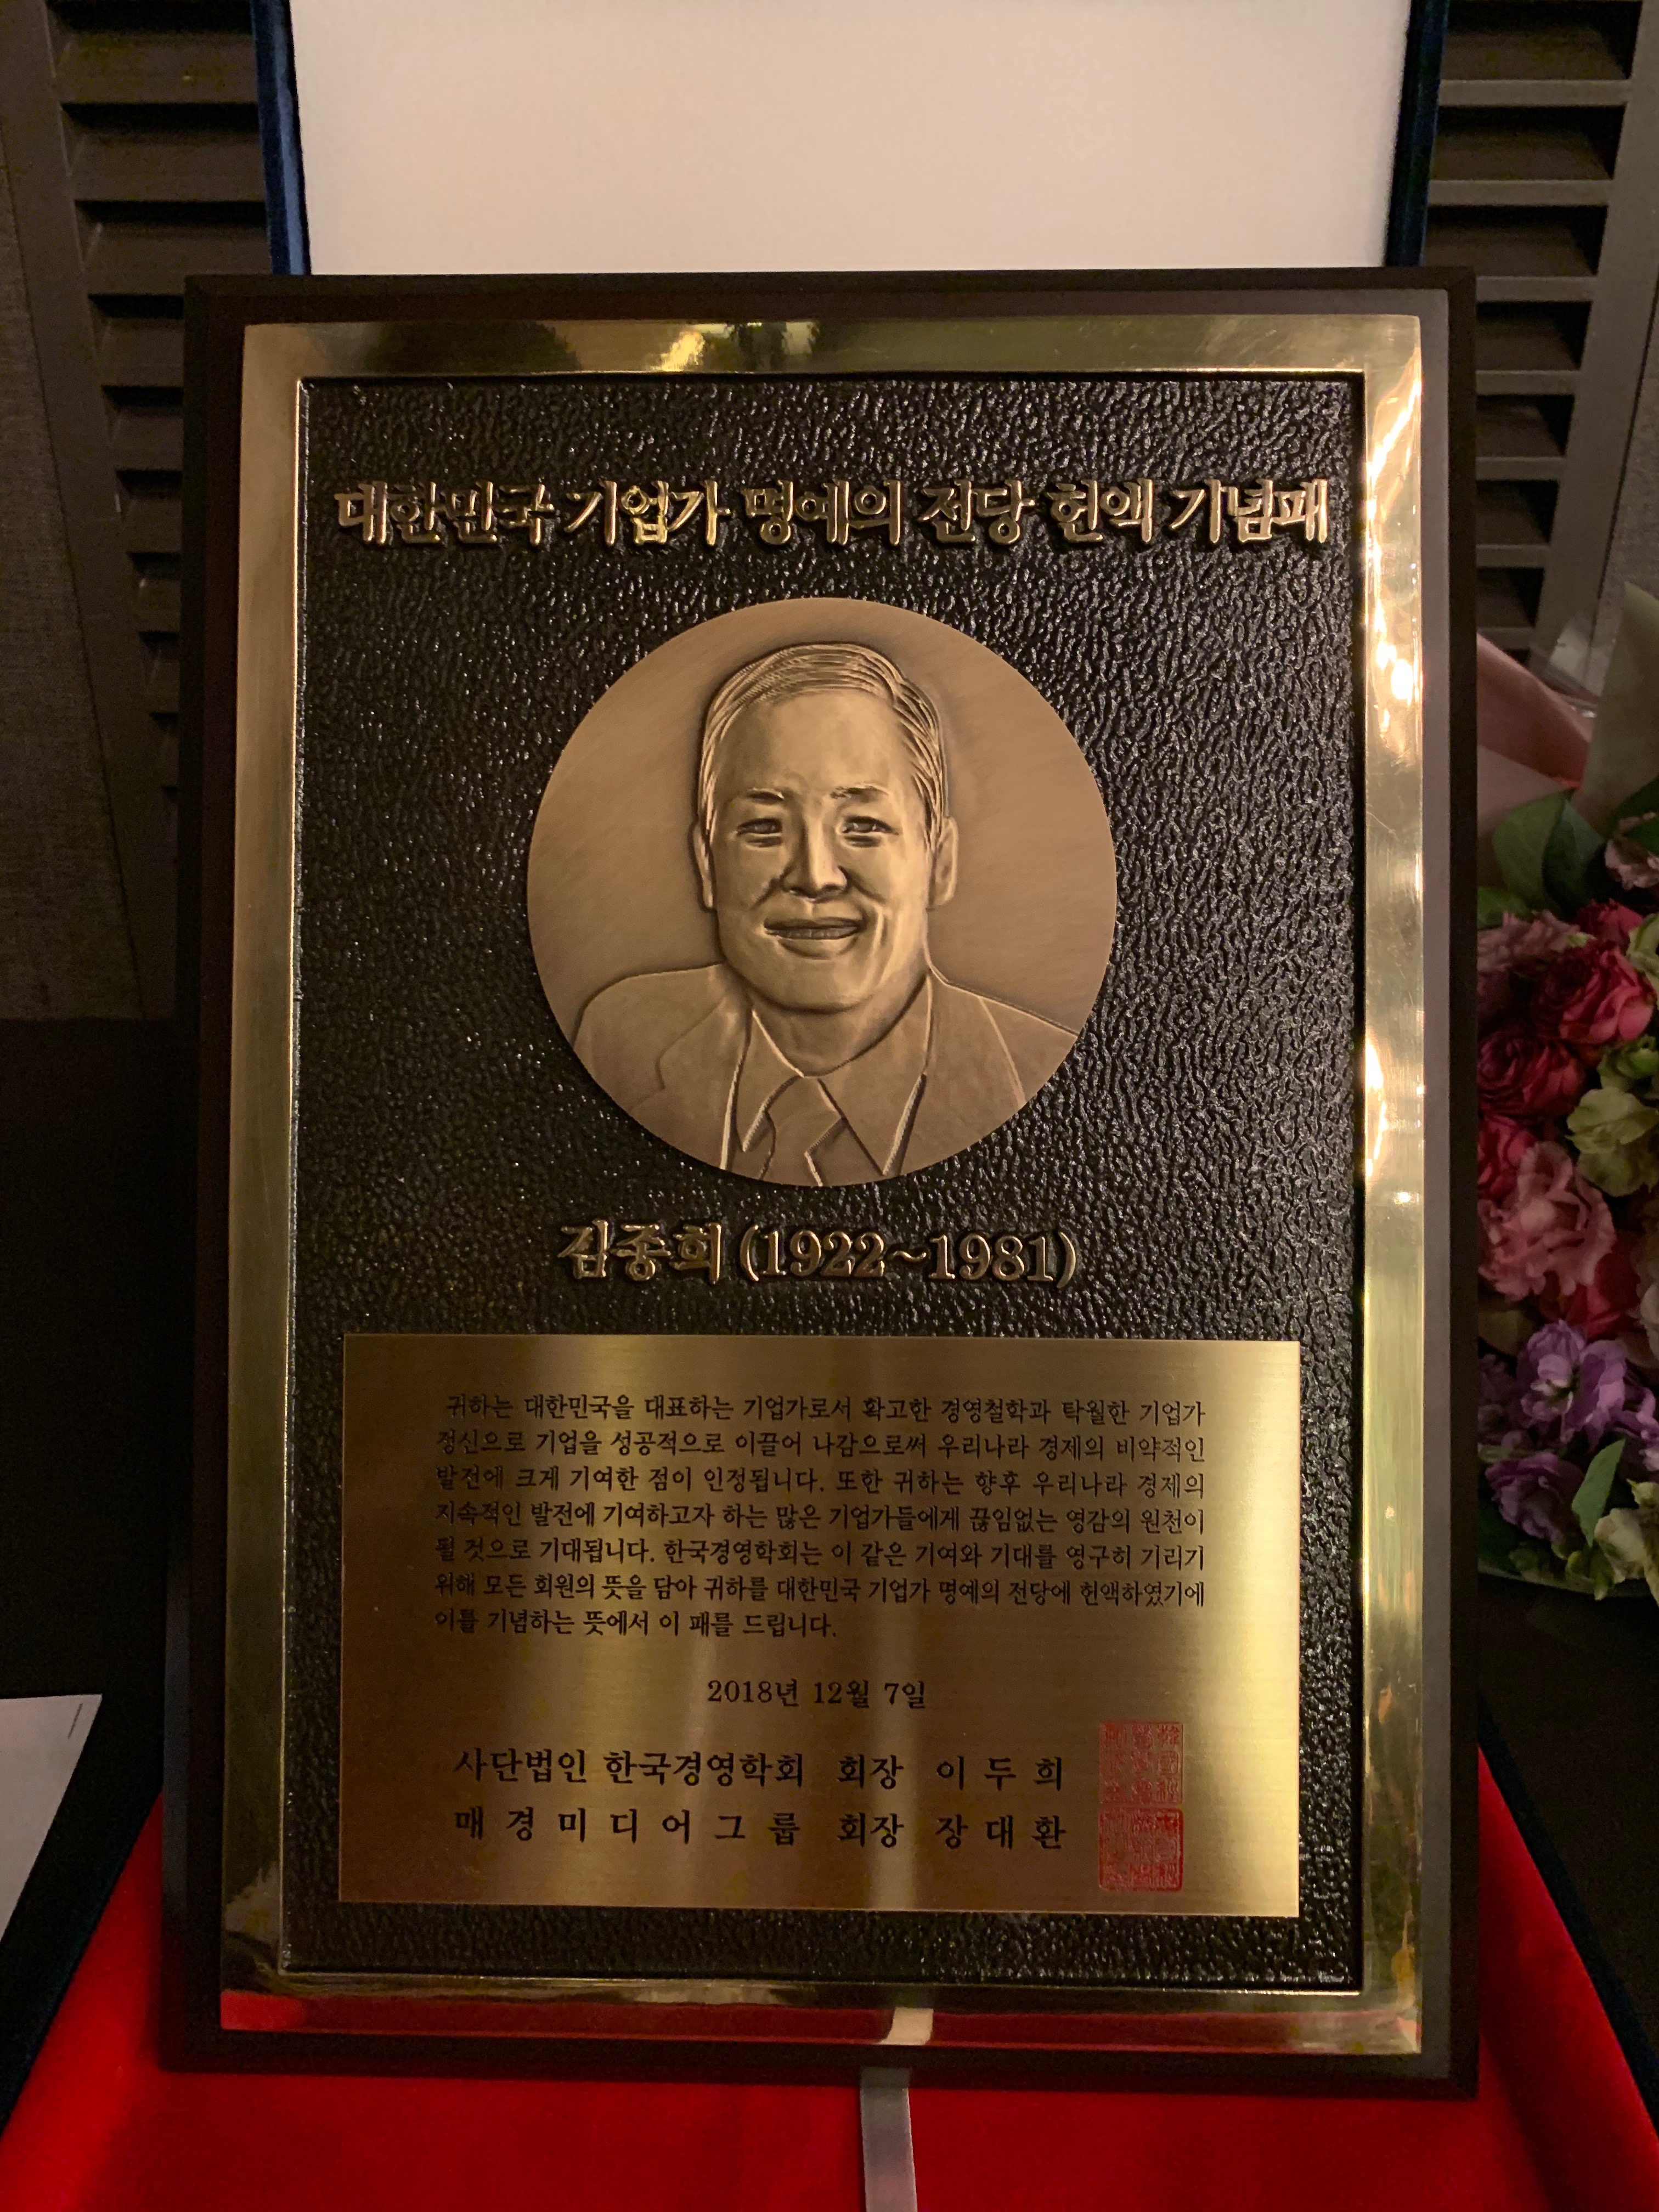 대한민국 기업가 명예의 전당 헌액 기념패
김종희 (1922~1981)
귀하는 대한민국을 대표하는 기업가로서 확고한 경영철학과 탁월한 기업가
정신으로 기업을 성공적으로 이끌어 나감으로써 우리나라 경제의 비약적인
발전에 크게 기여한 점이 인정됩니다. 또한 귀하는 향후 우리나라 경제의
지속적인 발전에 기여하고자 하는 많은 기업가들에게 끊임없는 영감의 원천이
될 것으로 기대됩니다. 한국경영학회는 이 같은 기여와 기대를 영구히 기리기
위해 모든 회원의 뜻을 담아 귀하를 대한민국 기업가 명예의 전당에 헌액하였기에
이를 기념하는 뜻에서 이 패를 드립니다.
2018년 12월 7일
사단법인 한국경영학회 회장 이 두 희
매 경 미 디 어 그 룹 회장 장 대 환